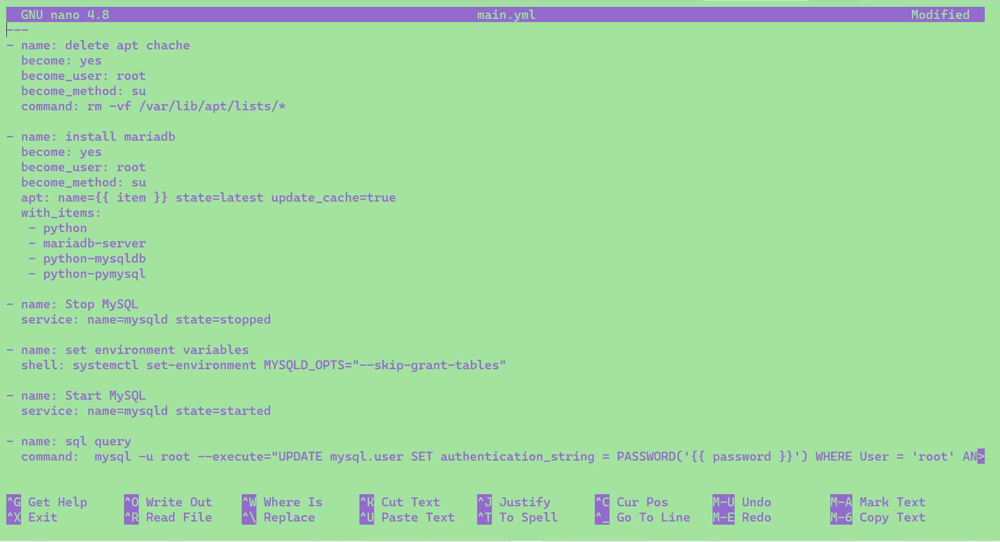 GNU nano 4.8 main.yml Modified
---
- name: delete apt chache
  become: yes
  become_user: root
  become_method: su
  command: rm -vf /var/lib/apt/lists/*

- name: install mariadb
  become: yes
  become_user: root
  become_method: su
  apt: name={{ item }} state=latest update_cache=true
  with_items:
   - python
   - mariadb-server
   - python-mysqldb
   - python-pymysql

- name: Stop MySQL
  service: name=mysqld state=stopped

- name: set environment variables
  shell: systemctl set-environment MYSQLD_OPTS="--skip-grant-tables"

- name: Start MySQL
  service: name=mysqld state=started

- name: sql query
  command:  mysql -u root --execute="UPDATE mysql.user SET authentication_string = PASSWORD('{{ password }}') WHERE User = 'root' AN>

^G Get Help ^O Write Out ^W Where Is ^K Cut Text ^J Justify ^C Cur Pos M-U Undo M-A Mark Text
^X Exit ^R Read File ^\ Replace ^U Paste Text ^T To Spell ^_ Go To Line M-E Redo M-6 Copy Text